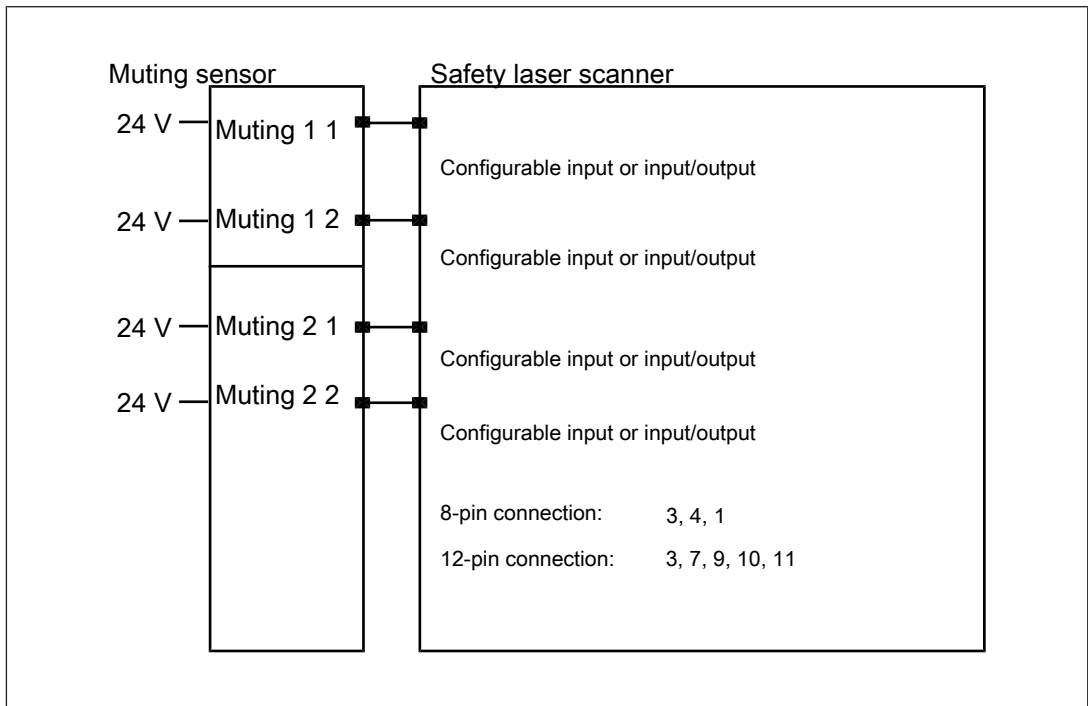 Muting sensor Safety laser scanner
24 V Muting 1 1
Configurable input or input/output
24 V Muting 1 2
Configurable input or input/output
24 V Muting 2 1
Configurable input or input/output
24 V Muting 2 2
Configurable input or input/output
8-pin connection: 3, 4, 1
12-pin connection: 3, 7, 9, 10, 11